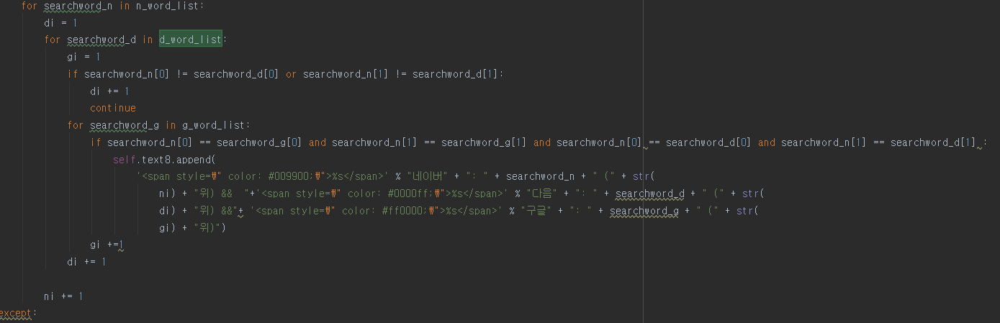 for searchword_n in n_word_list:
di = 1
for searchword_d in d_word_list:
gi = 1
if searchword_n[0] != searchword_d[0] or searchword_n[1] != searchword_d[1]:
di += 1
continue
for searchword_g in g_word_list:
if searchword_n[0] == searchword_g[0] and searchword_n[1] == searchword_g[1] and searchword_n[0] == searchword_d[0] and searchword_n[1] == searchword_d[1] :
self.text8.append(
'<span style=₩" color: #009900;₩">%s</span>' % "네이버" + ": " + searchword_n + " (" + str(
ni) + "위) &&  "+'<span style=₩" color: #0000ff;₩">%s</span>' % "다음" + ": " + searchword_d + " (" + str(
di) + "위) &&"+ '<span style=₩" color: #ff0000;₩">%s</span>' % "구글" + ": " + searchword_g + " (" + str(
gi) + "위)")
gi +=1
di += 1
ni += 1
except: